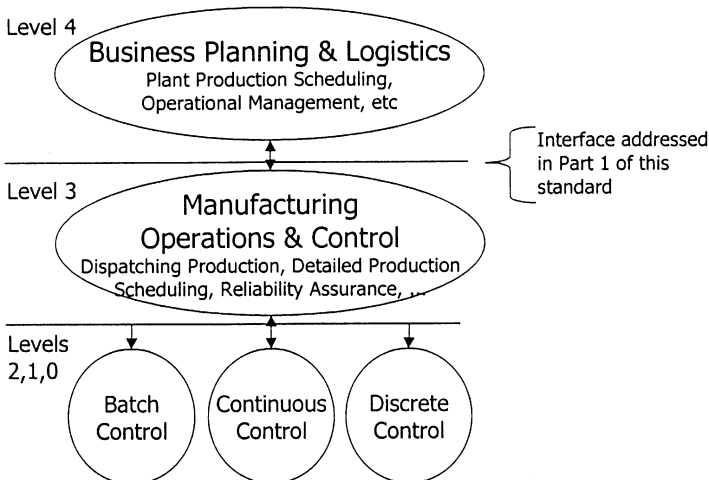 Level 4
Business Planning & Logistics
Plant Production Scheduling,
Operational Management, etc
Interface addressed
in Part 1 of this
standard
Level 3
Manufacturing
Operations & Control
Dispatching Production, Detailed Production
Scheduling, Reliability Assurance, ...
Levels
2,1,0
Batch
Control
Continuous
Control
Discrete
Control